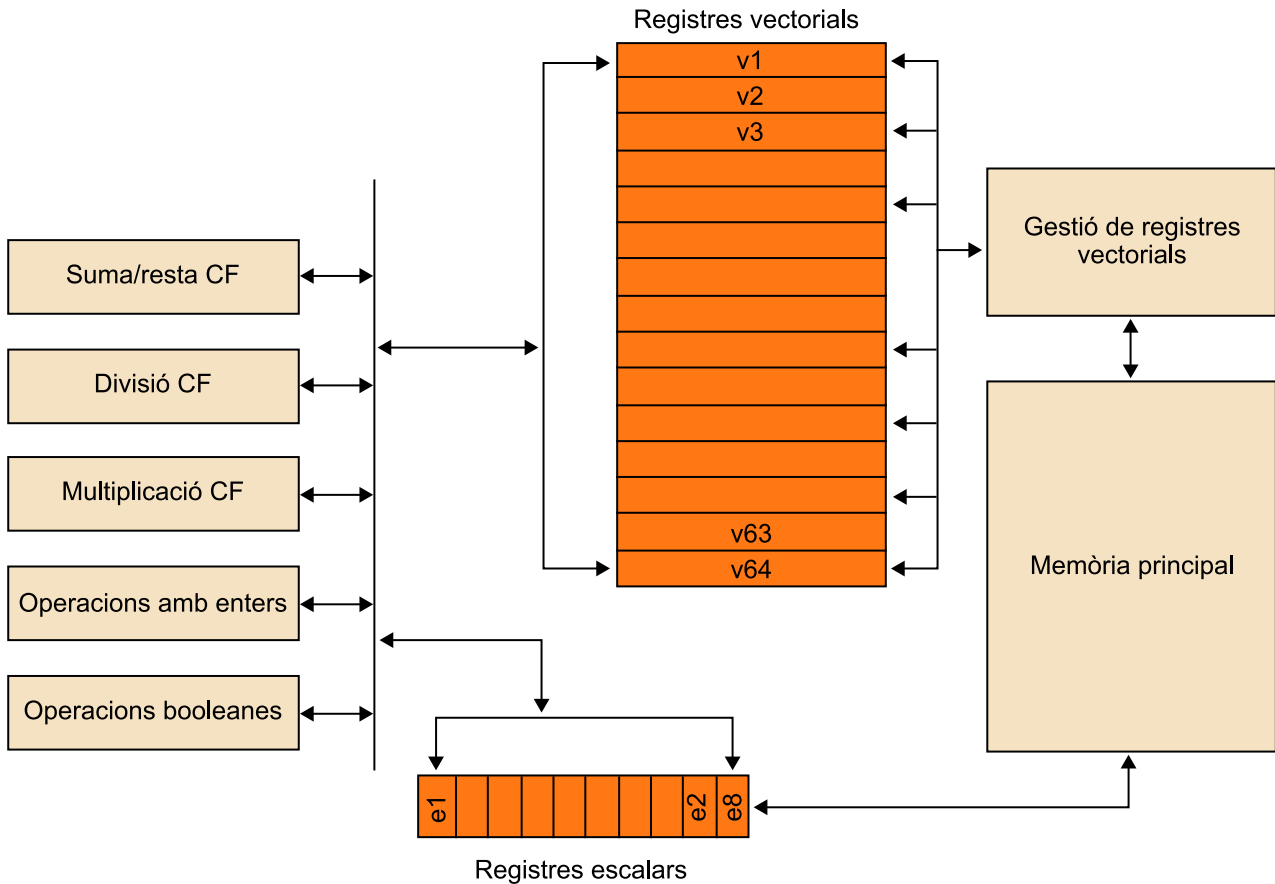 Registres vectorials
v1
v2
v3
v63
v64
Gestió de registres
vectorials
Memòria principal
Suma/resta CF
Divisió CF
Multiplicació CF
Operacions amb enters
Operacions booleanes
e1
e2
e8
Registres escalars